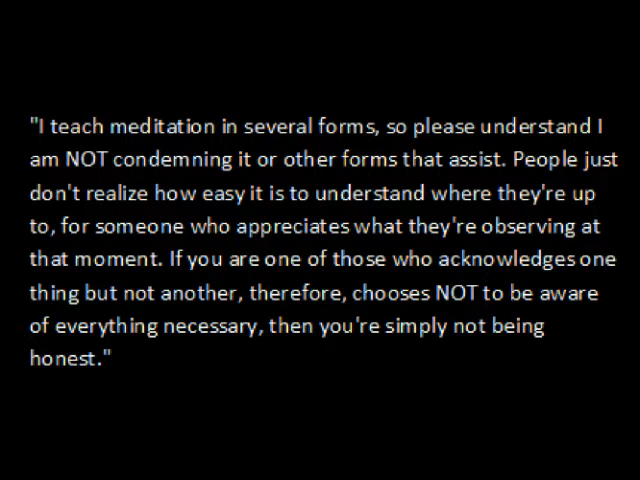 "I teach meditation in several forms, so please understand I
am NOT condemning it or other forms that assist. People just
don't realize how easy it is to understand where they're up
to, for someone who appreciates what they're observing at
that moment. If you are one of those who acknowledges one
thing but not another, therefore, chooses NOT to be aware
of everything necessary, then you're simply not being
honest."